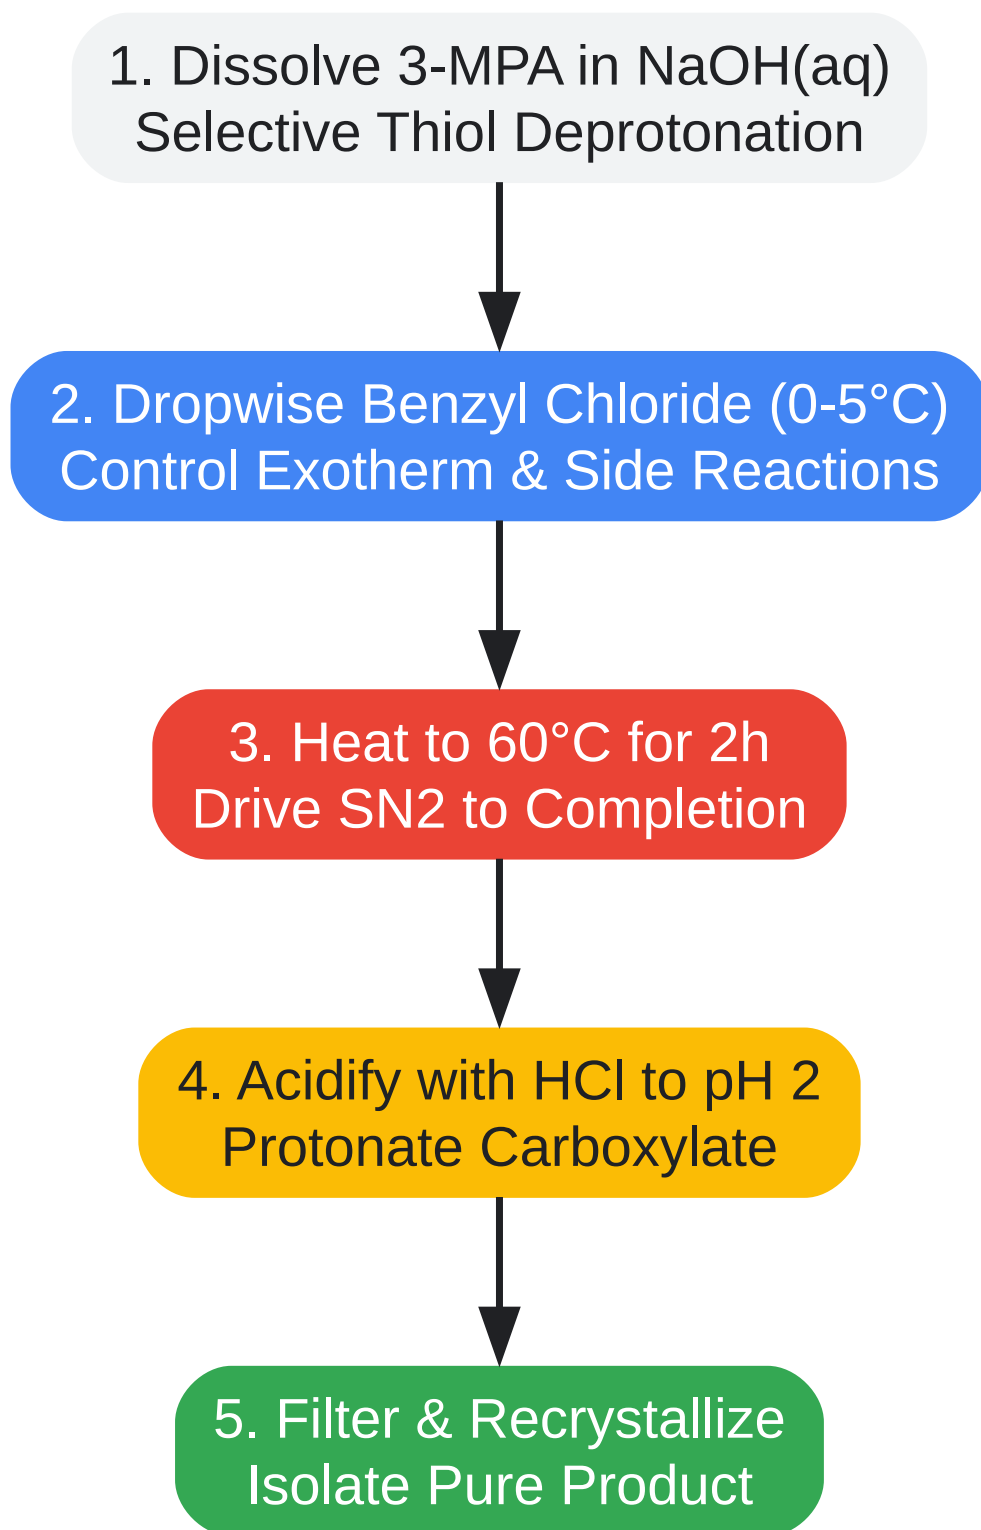 1. Dissolve 3-MPA in NaOH(aq)
Selective Thiol Deprotonation
2. Dropwise Benzyl Chloride (0-5°C)
Control Exotherm & Side Reactions
3. Heat to 60°C for 2h
Drive SN2 to Completion
4. Acidify with HCl to pH 2
Protonate Carboxylate
5. Filter & Recrystallize
Isolate Pure Product